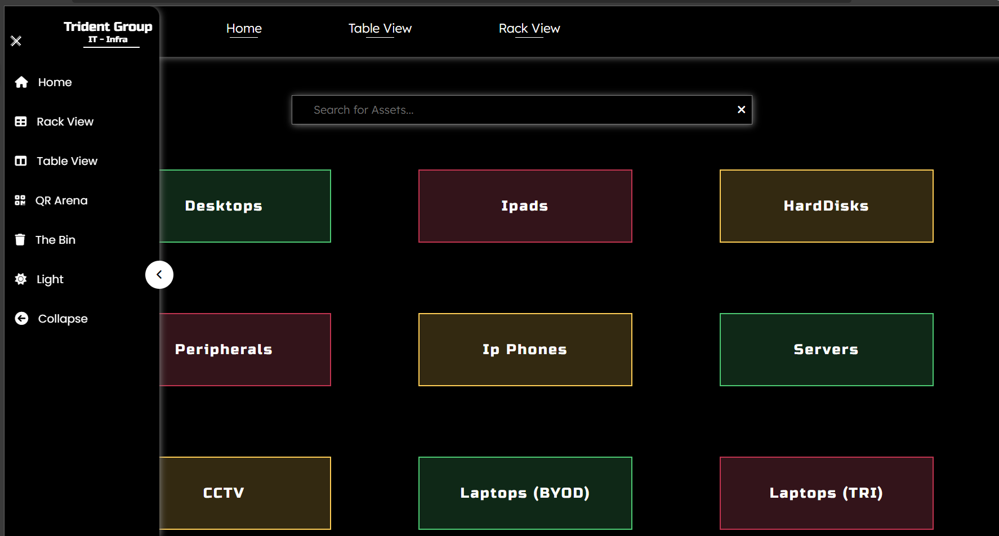 Trident Group
IT - Infra
Home
Rack View
Table View
QR Arena
The Bin
Light
Collapse
Home
Table View
Rack View
Search for Assets...
Desktops
Ipads
HardDisks
Peripherals
Ip Phones
Servers
CCTV
Laptops (BYOD)
Laptops (TRI)